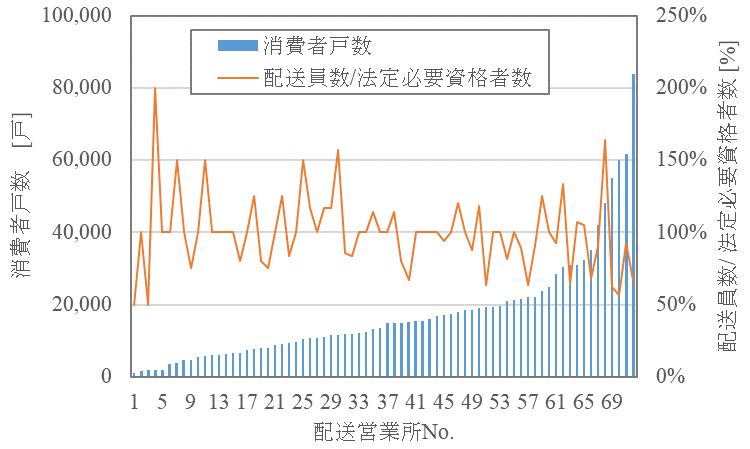 100,000
80,000
60,000
40,000
20,000
0
消費者戸数 [戸]
消費者戸数
配送員数/法定必要資格者数
250%
200%
150%
100%
50%
0%
配送員数/ 法定必要資格者数 [%]
1 5 9 13 17 21 25 29 33 37 41 45 49 53 57 61 65 69
配送営業所No.